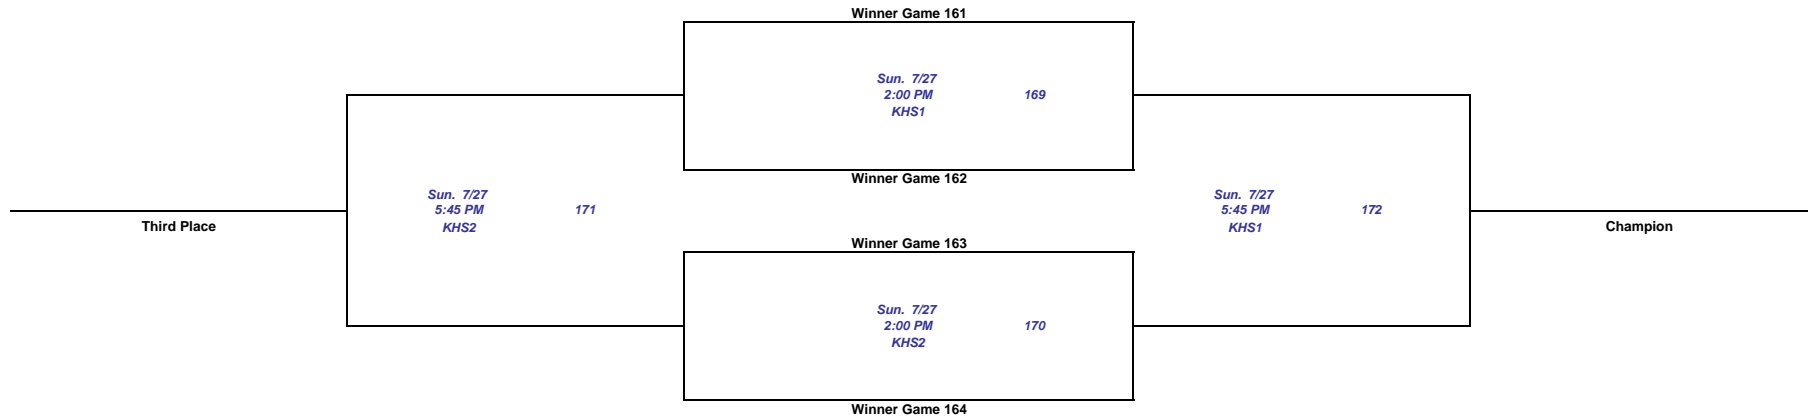 Winner Game 161
Sun. 7/27
2:00 PM
169
KHS1
Winner Game 162
Sun. 7/27
5:45 PM
171
KHS2
Third Place
Sun. 7/27
5:45 PM
172
KHS1
Champion
Winner Game 163
Sun. 7/27
2:00 PM
170
KHS2
Winner Game 164